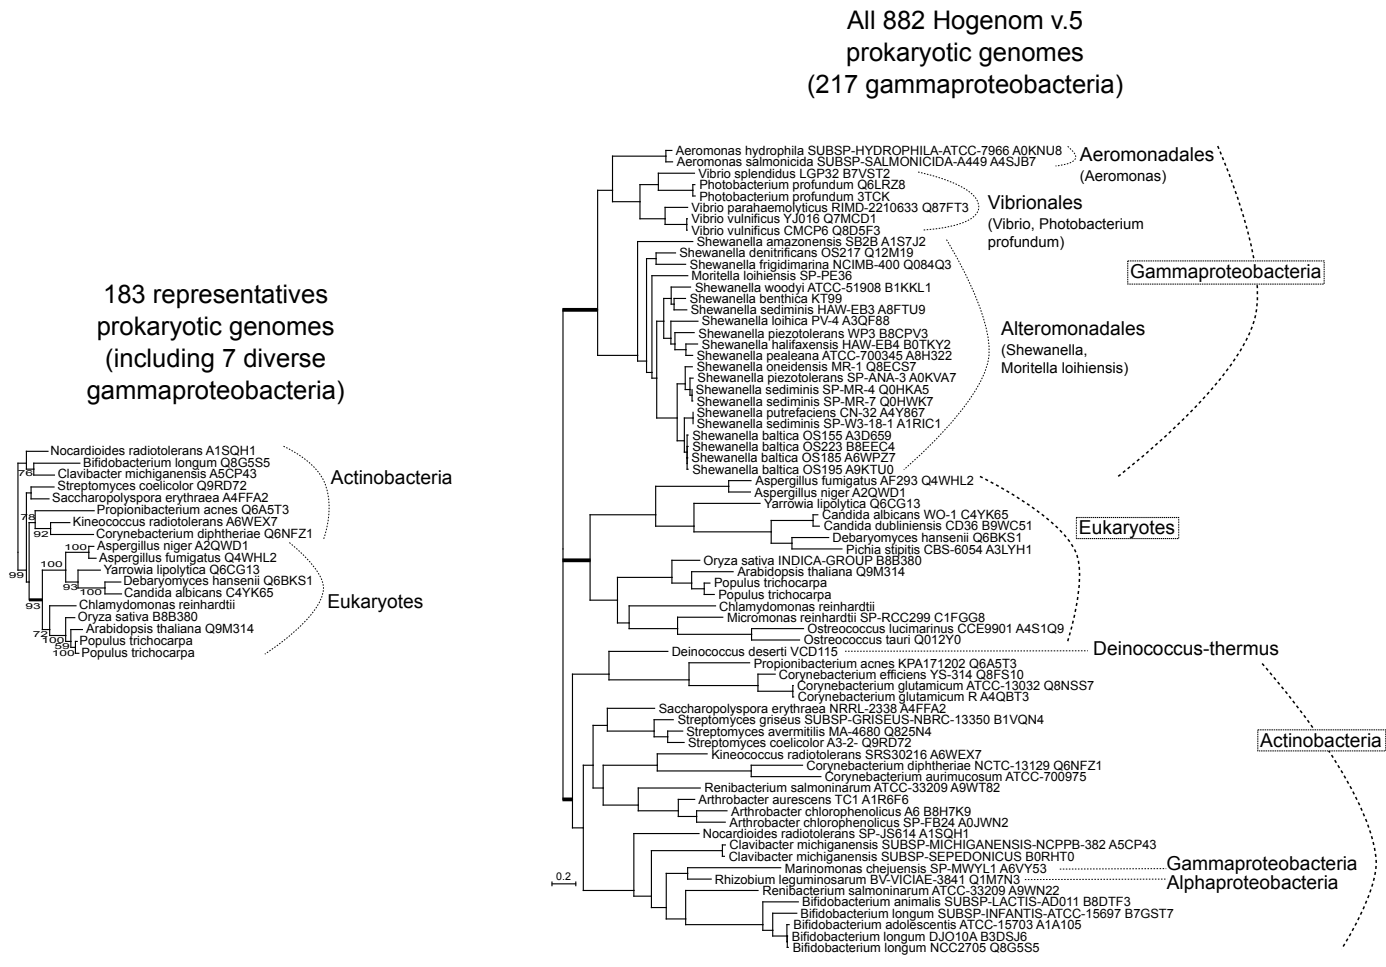 All 882 Hogenom v.5
prokaryotic genomes
(217 gammaproteobacteria)
183 representatives
prokaryotic genomes
(including 7 diverse
gammaproteobacteria)
Nocardioides radiotolerans A1SQH1
Bifidobacterium longum Q8G5S5
76
Clavibacter michiganensis A5CP43
Streptomyces coelicolor Q9RD72
Saccharopolyspora erythraea A4FFA2
Propionibacterium acnes Q6A5T3
78
Kineococcus radiotolerans A6WEX7
92
Corynebacterium diphtheriae Q6NFZ1
100
Aspergillus niger A2QWD1
Aspergillus fumigatus Q4WHL2
100
Yarrowia lipolytica Q6CG13
99
Debaryomyces hansenii Q6BKS1
93
100
Candida albicans C4YK65
93
Chlamydomonas reinhardtii
Oryza sativa B8B380
72
Arabidopsis thaliana Q9M314
100
Populus trichocarpa
59
100
Populus trichocarpa
Actinobacteria
Eukaryotes
Aeromonas hydrophila SUBSP-HYDROPHILA-ATCC-7966 A0KNU8
Aeromonas salmonicida SUBSP-SALMONICIDA-A449 A4SJB7
Vibrio splendidus LGP32 B7VST2
Photobacterium profundum Q6LRZ8
Photobacterium profundum 3TCK
Vibrio parahaemolyticus RIMD-2210633 Q87FT3
Vibrio vulnificus YJ016 Q7MCD1
Vibrio vulnificus CMCP6 Q8D5F3
Shewanella amazonensis SB2B A1S7J2
Shewanella denitrificans OS217 Q12M19
Shewanella frigidimarina NCIMB-400 Q084Q3
Moritella loihiensis SP-PE36
Shewanella woodyi ATCC-51908 B1KKL1
Shewanella benthica KT99
Shewanella sediminis HAW-EB3 A8FTU9
Shewanella loihica PV-4 A3QF88
Shewanella piezotolerans WP3 B8CPV3
Shewanella halifaxensis HAW-EB4 B0TKY2
Shewanella pealeana ATCC-700345 A8H322
Shewanella oneidensis MR-1 Q8ECS7
Shewanella piezotolerans SP-ANA-3 A0KVA7
Shewanella sediminis SP-MR-4 Q0HKA5
Shewanella sediminis SP-MR-7 Q0HWK7
Shewanella putrefaciens CN-32 A4Y867
Shewanella sediminis SP-W3-18-1 A1RIC1
Shewanella baltica OS155 A3D659
Shewanella baltica OS223 B8EEC4
Shewanella baltica OS185 A6WPZ7
Shewanella baltica OS195 A9KTU0
Aspergillus fumigatus AF293 Q4WHL2
Aspergillus niger A2QWD1
Yarrowia lipolytica Q6CG13
Candida albicans WO-1 C4YK65
Candida dubliniensis CD36 B9WC51
Debaryomyces hansenii Q6BKS1
Pichia stipitis CBS-6054 A3LYH1
Oryza sativa INDICA-GROUP B8B380
Arabidopsis thaliana Q9M314
Populus trichocarpa
Populus trichocarpa
Chlamydomonas reinhardtii
Micromonas reinhardtii SP-RCC299 C1FGG8
Ostreococcus lucimarinus CCE9901 A4S1Q9
Ostreococcus tauri Q012Y0
Deinococcus deserti VCD115
Propionibacterium acnes KPA171202 Q6A5T3
Corynebacterium efficiens YS-314 Q8FS10
Corynebacterium glutamicum ATCC-13032 Q8NSS7
Corynebacterium glutamicum R A4QBT3
Saccharopolyspora erythraea NRRL-2338 A4FFA2
Streptomyces griseus SUBSP-GRISEUS-NBRC-13350 B1VQN4
Streptomyces avermitilis MA-4680 Q825N4
Streptomyces coelicolor A3-2- Q9RD72
Kineococcus radiotolerans SRS30216 A6WEX7
Corynebacterium diphtheriae NCTC-13129 Q6NFZ1
Corynebacterium aurimucosum ATCC-700975
Renibacterium salmoninarum ATCC-33209 A9WT82
Arthrobacter aurescens TC1 A1R6F6
Arthrobacter chlorophenolicus A6 B8H7K9
Arthrobacter chlorophenolicus SP-FB24 A0JWN2
Nocardioides radiotolerans SP-JS614 A1SQH1
Clavibacter michiganensis SUBSP-MICHIGANENSIS-NCPPB-382 A5CP43
Clavibacter michiganensis SUBSP-SEPEDONICUS B0RHT0
Marinomonas chejuensis SP-MWYL1 A6VY53
Rhizobium leguminosarum BV-VICIAE-3841 Q1M7N3
Renibacterium salmoninarum ATCC-33209 A9WN22
Bifidobacterium animalis SUBSP-LACTIS-AD011 B8DTF3
Bifidobacterium longum SUBSP-INFANTIS-ATCC-15697 B7GST7
Bifidobacterium adolescentis ATCC-15703 A1A105
Bifidobacterium longum DJO10A B3DSJ6
Bifidobacterium longum NCC2705 Q8G5S5
0.2
Aeromonadales
(Aeromonas)
Vibrionales
(Vibrio, Photobacterium
profundum)
Gammaproteobacteria
Alteromonadales
(Shewanella,
Moritella loihiensis)
Eukaryotes
Deinococcus-thermus
Actinobacteria
Gammaproteobacteria
Alphaproteobacteria